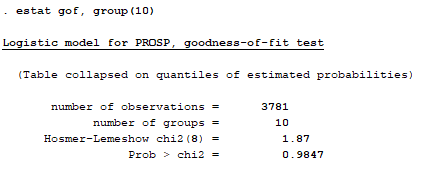 . estat gof, group(10)
Logistic model for PROSP, goodness-of-fit test
(Table collapsed on quantiles of estimated probabilities)
number of observations = 3781
number of groups = 10
Hosmer-Lemeshow chi2(8) = 1.87
Prob > chi2 = 0.9847